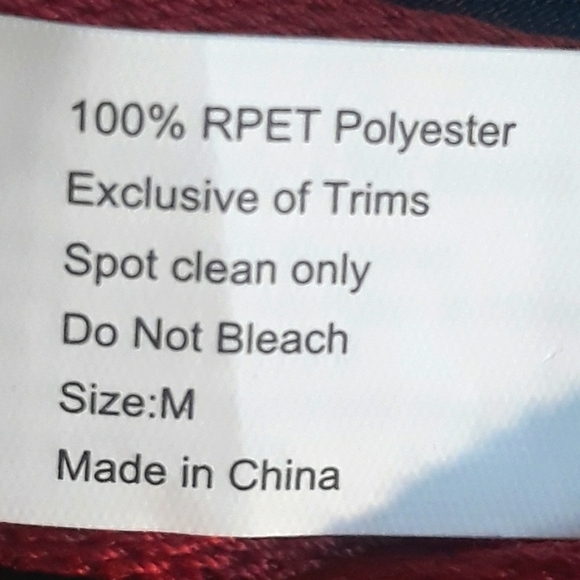 100% RPET Polyester
Exclusive of Trims
Spot clean only
Do Not Bleach
Size:M
Made in China